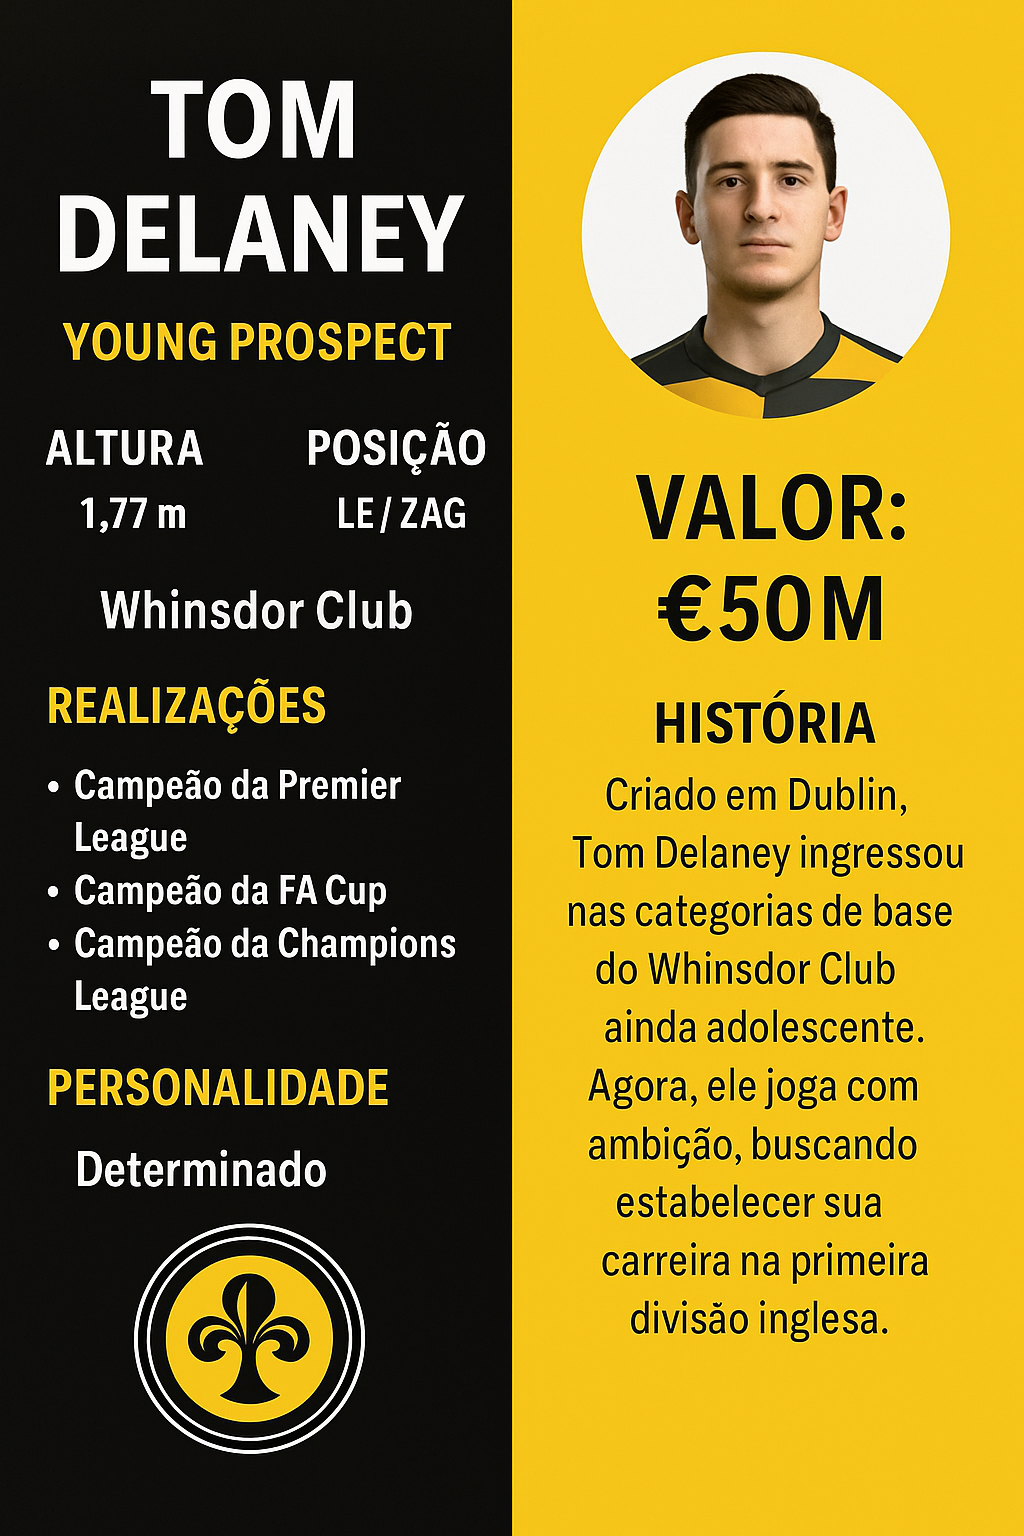 TOM
DELANEY
YOUNG PROSPECT
ALTURA
1,77 m
POSIÇÃO
LE / ZAG
Whinsdor Club
REALIZAÇÕES
• Campeão da Premier
League
• Campeão da FA Cup
• Campeão da Champions
League
PERSONALIDADE
Determinado
VALOR:
€50M
HISTÓRIA
Criado em Dublin,
Tom Delaney ingressou
nas categorias de base
do Whinsdor Club
ainda adolescente.
Agora, ele joga com
ambição, buscando
estabelecer sua
carreira na primeira
divisão inglesa.